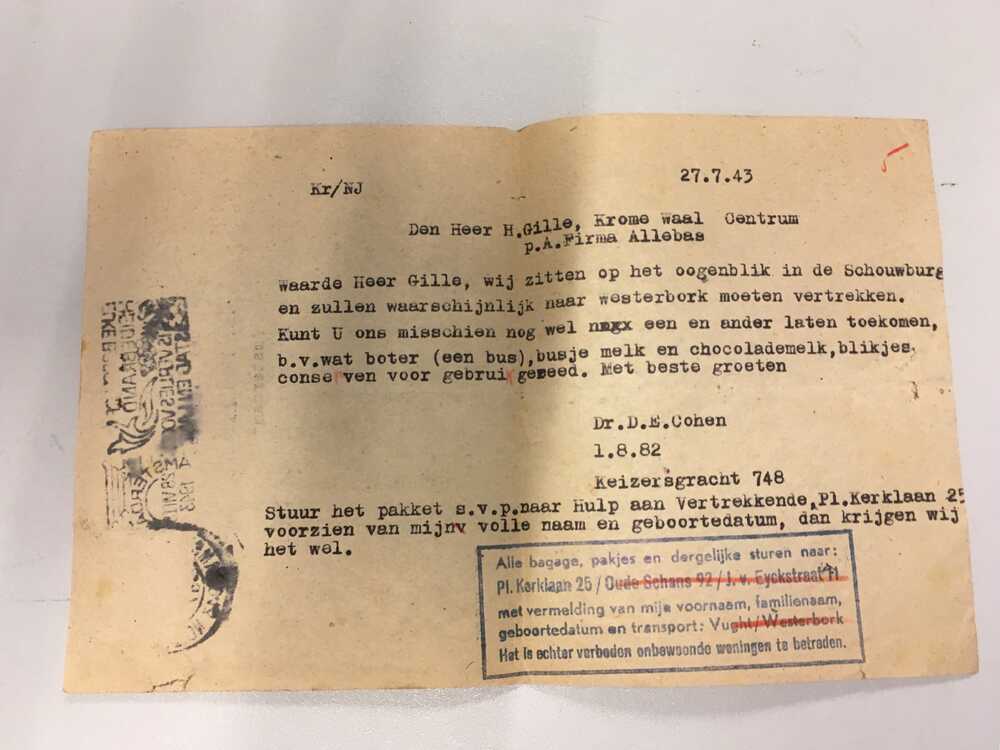 Kr/NJ 27.7.43
Den Heer H.Gille, Krome Waal Centrum
p.A.Firma Allebas
Waarde Heer Gille, wij zitten op het oogenblik in de Schouwburg
en zullen waarschijnlijk naar Westerbork moeten vertrekken.
Kunt U ons misschien nog wel een en ander laten toekomen,
b.v.wat boter (een bus),busje melk en chocolademelk,blikjes
conserven voor gebruik gereed. Met beste groeten
Dr.D.E.Cohen
1.8.82
Keizersgracht 748
Stuur het pakket s.v.p.naar Hulp aan Vertrekkende,Pl.Kerklaan 25
voorzien van mijn volle naam en geboortedatum, dan krijgen wij
het wel.
Alle bagage, pakjes en dergelijke sturen naar:
Pl. Kerklaan 25 / Oude Schans 92 / J. v. Eyckstraat
met vermelding van mijn voornaam, familienaam,
geboortedatum en transport: Vught/Westerbork
Het is echter verboden onbewoonde woningen te betreden.